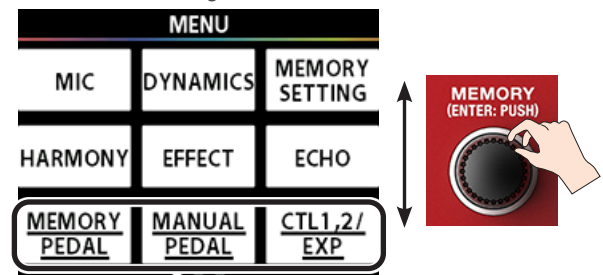 MENU
MIC
DYNAMICS
MEMORY
SETTING
HARMONY
EFFECT
ECHO
MEMORY
PEDAL
MANUAL
PEDAL
CTL1,2/
EXP
MEMORY
(ENTER: PUSH)